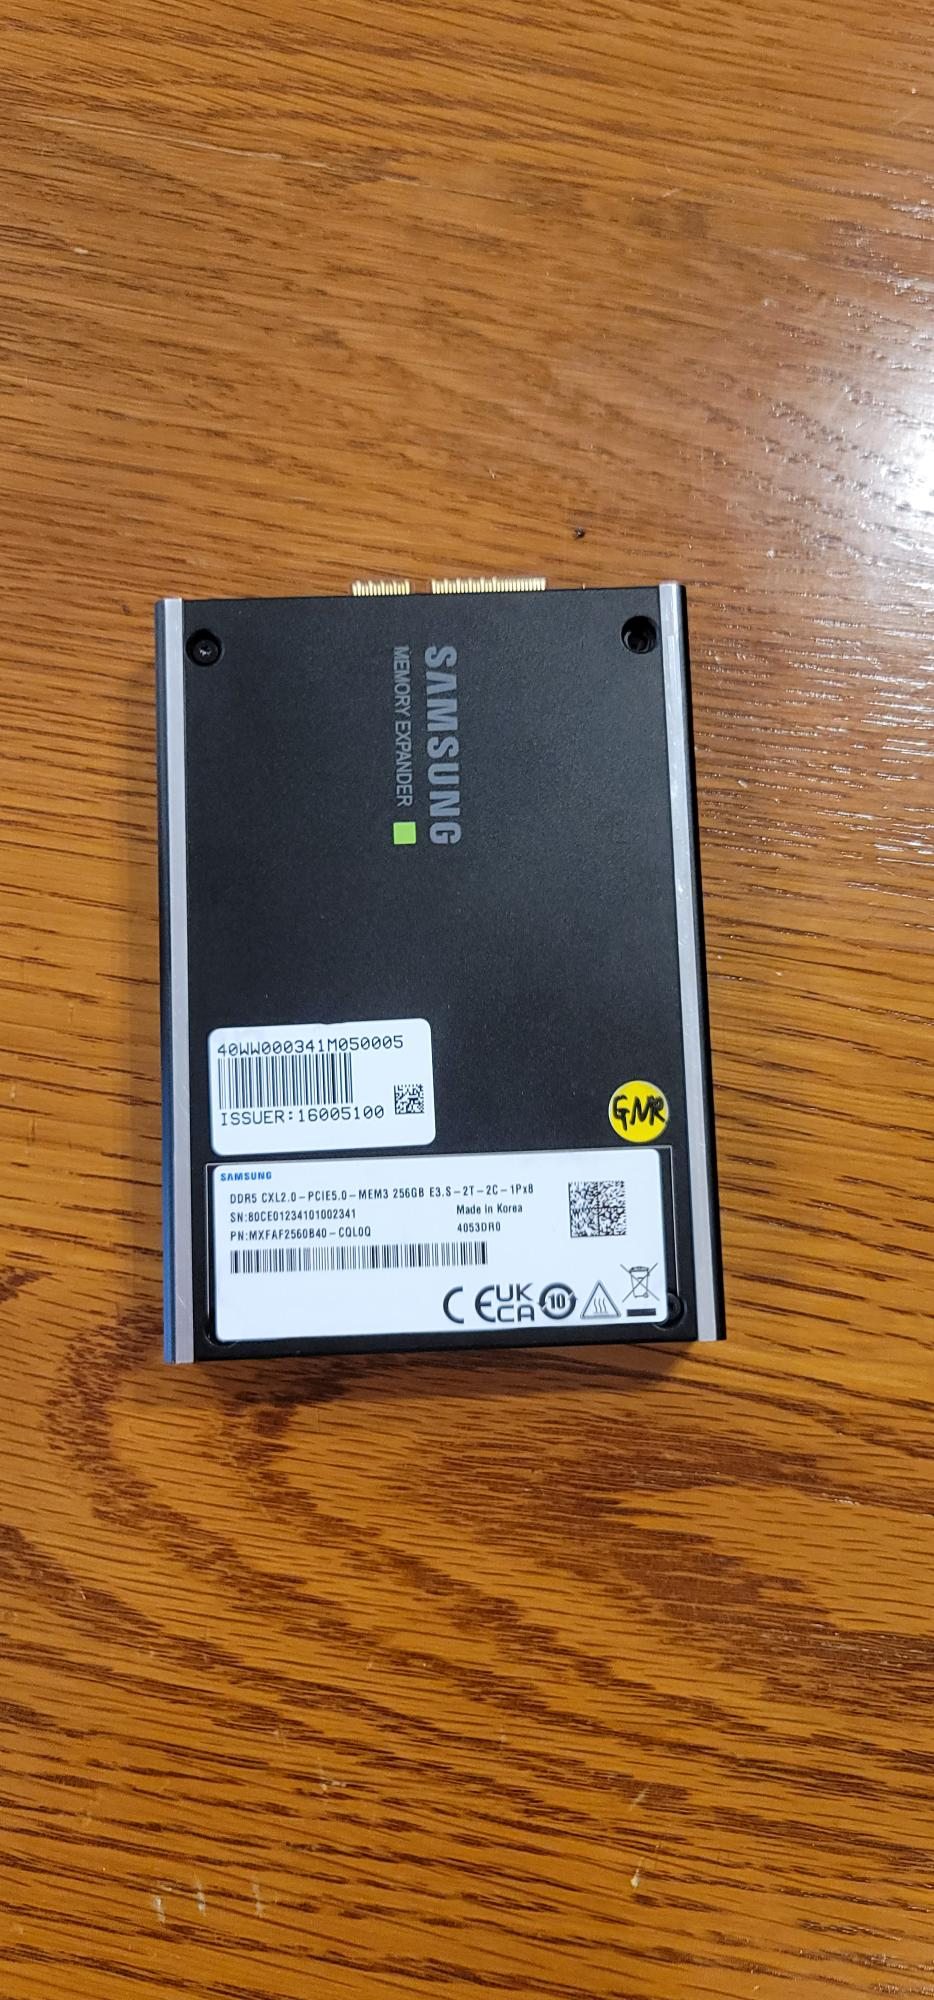 SAMSUNG
MEMORY EXPANDER
40WW000341M050005
ISSUER:16005100
GNR
SAMSUNG
DDR5 CXL2.0-PCIE5.0-MEM3 256GB E3.S-2T-2C-1Px8
SN:80CE01234101002341 Made in Korea
PN:MXFAF2560B40-CQL0Q 4053DR0
CE UK CA 10